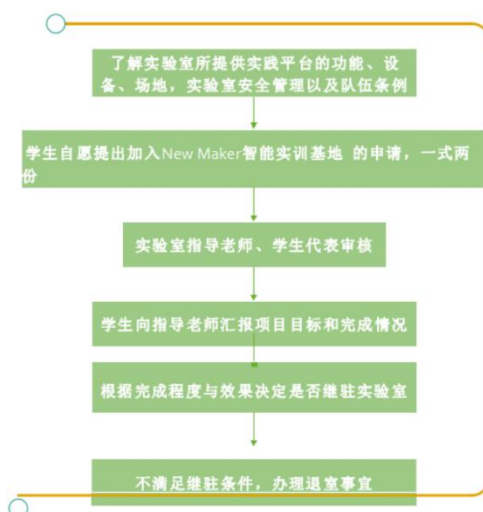 了解实验室所提供实践平台的功能、设
备、场地，实验室安全管理以及队伍条例
学生自愿提出加入New Maker智能实训基地 的申请，一式两
份
实验室指导老师、学生代表审核
学生向指导老师汇报项目目标和完成情况
根据完成程度与效果决定是否继驻实验室
不满足继驻条件，办理退室事宜